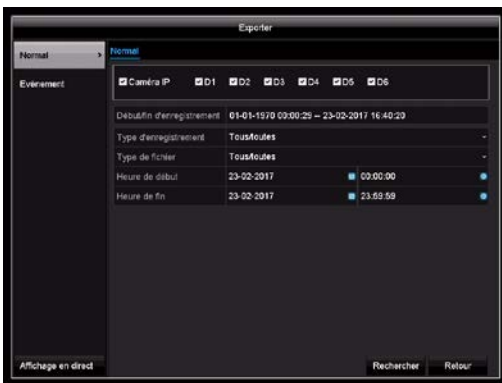 Exporter
Normal
Normal
Evénement
Caméra IP D1 D2 D3 D4 D5 D6
Début/fin d'enregistrement 01-01-1970 00:00:29 -- 23-02-2017 16:40:20
Type d'enregistrement Tous/toutes
Type de fichier Tous/toutes
Heure de début 23-02-2017 00:00:00
Heure de fin 23-02-2017 23:59:59
Affichage en direct Rechercher Retour